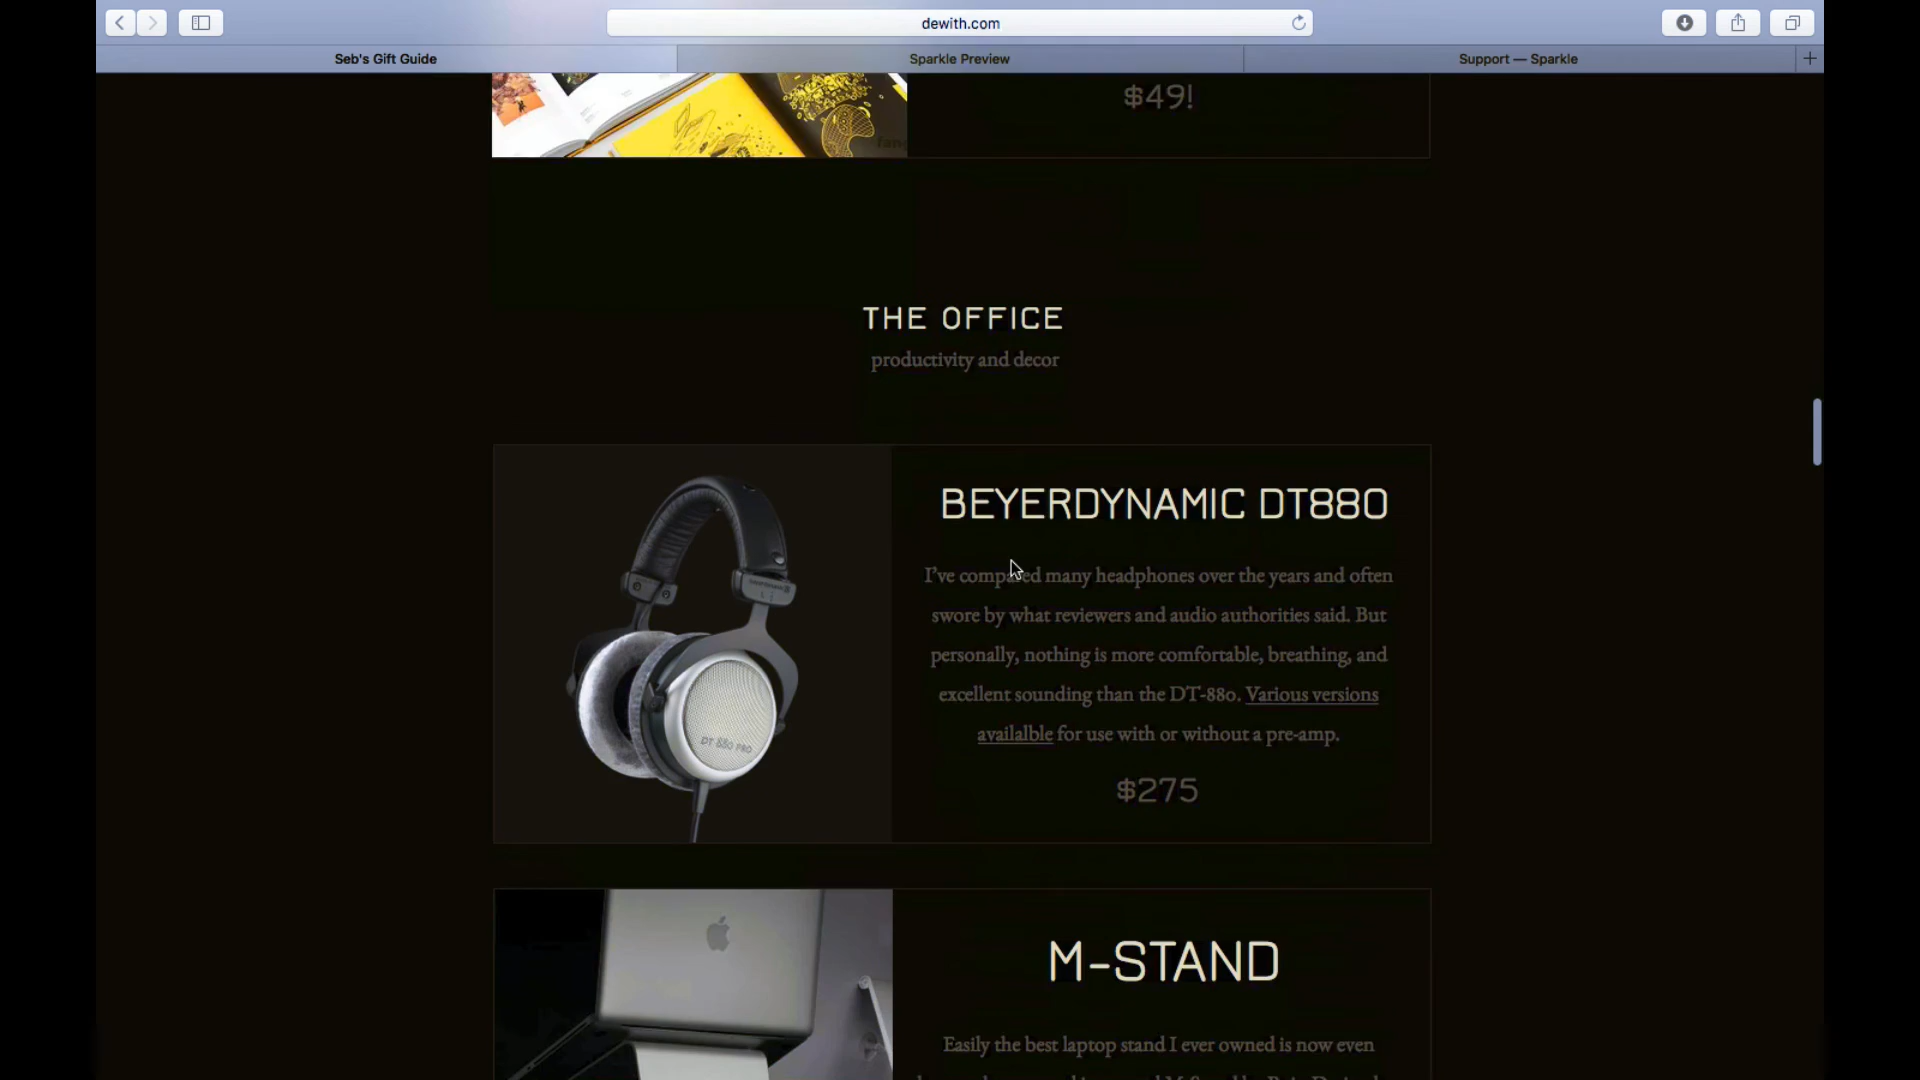 dewith.com
Seb's Gift Guide
Sparkle Preview
Support — Sparkle
$49!
THE OFFICE
productivity and decor
BEYERDYNAMIC DT880
I've compared many headphones over the years and often
swore by what reviewers and audio authorities said. But
personally, nothing is more comfortable, breathing, and
excellent sounding than the DT-880. Various versions
availalble for use with or without a pre-amp.
$275
DT 880 PRO
M-STAND
Easily the best laptop stand I ever owned is now even